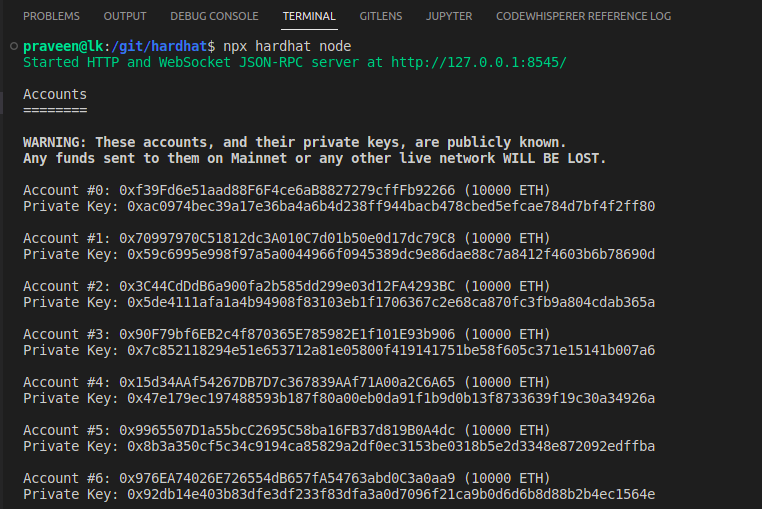 PROBLEMS OUTPUT DEBUG CONSOLE TERMINAL GITLENS JUPYTER CODEWHISPERER REFERENCE LOG
praveen@lk:/git/hardhat$ npx hardhat node
Started HTTP and WebSocket JSON-RPC server at http://127.0.0.1:8545/
Accounts
========
WARNING: These accounts, and their private keys, are publicly known.
Any funds sent to them on Mainnet or any other live network WILL BE LOST.
Account #0: 0xf39Fd6e51aad88F6F4ce6aB8827279cffFb92266 (10000 ETH)
Private Key: 0xac0974bec39a17e36ba4a6b4d238ff944bacb478cbed5efcae784d7bf4f2ff80
Account #1: 0x70997970C51812dc3A010C7d01b50e0d17dc79C8 (10000 ETH)
Private Key: 0x59c6995e998f97a5a0044966f0945389dc9e86dae88c7a8412f4603b6b78690d
Account #2: 0x3C44CdDdB6a900fa2b585dd299e03d12FA4293BC (10000 ETH)
Private Key: 0x5de4111afa1a4b94908f83103eb1f1706367c2e68ca870fc3fb9a804cdab365a
Account #3: 0x90F79bf6EB2c4f870365E785982E1f101E93b906 (10000 ETH)
Private Key: 0x7c852118294e51e653712a81e05800f419141751be58f605c371e15141b007a6
Account #4: 0x15d34AAf54267DB7D7c367839AAf71A00a2C6A65 (10000 ETH)
Private Key: 0x47e179ec197488593b187f80a00eb0da91f1b9d0b13f8733639f19c30a34926a
Account #5: 0x9965507D1a55bcC2695C58ba16FB37d819B0A4dc (10000 ETH)
Private Key: 0x8b3a350cf5c34c9194ca85829a2df0ec3153be0318b5e2d3348e872092edffba
Account #6: 0x976EA74026E726554dB657fA54763abd0C3a0aa9 (10000 ETH)
Private Key: 0x92db14e403b83dfe3df233f83dfa3a0d7096f21ca9b0d6d6b8d88b2b4ec1564e